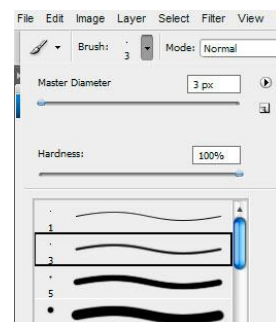 File Edit Image Layer Select Filter View
Brush: 3 Mode: Normal
Master Diameter 3 px
Hardness: 100%
1
3
5